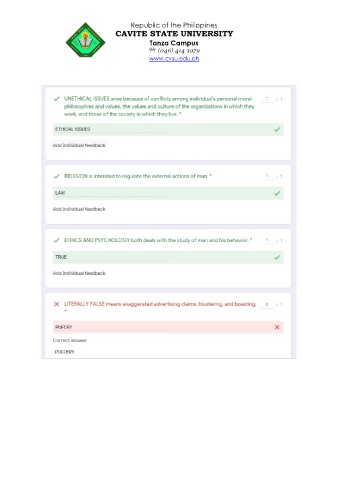 Republic of the Philippines
CAVITE STATE UNIVERSITY
Tanza Campus
☎ (046) 414-3979
www.cvsu.edu.ph
UNETHICAL ISSUES arise because of conflicts among individual's personal moral 1 / 1
philosophies and values, the values and culture of the organizations in which they
work, and those of the society in which they live. *
ETHICAL ISSUES
Add individual feedback
RELIGION is intended to regulate the external actions of man. * 1 / 1
LAW
Add individual feedback
ETHICS AND PSYCHOLOGY both deals with the study of man and his behavior. * 1 / 1
TRUE
Add individual feedback
LITERALLY FALSE means exaggerated advertising claims, blustering, and boasting. 0 / 1
*
PUFERY
Correct answer
PUFFERY